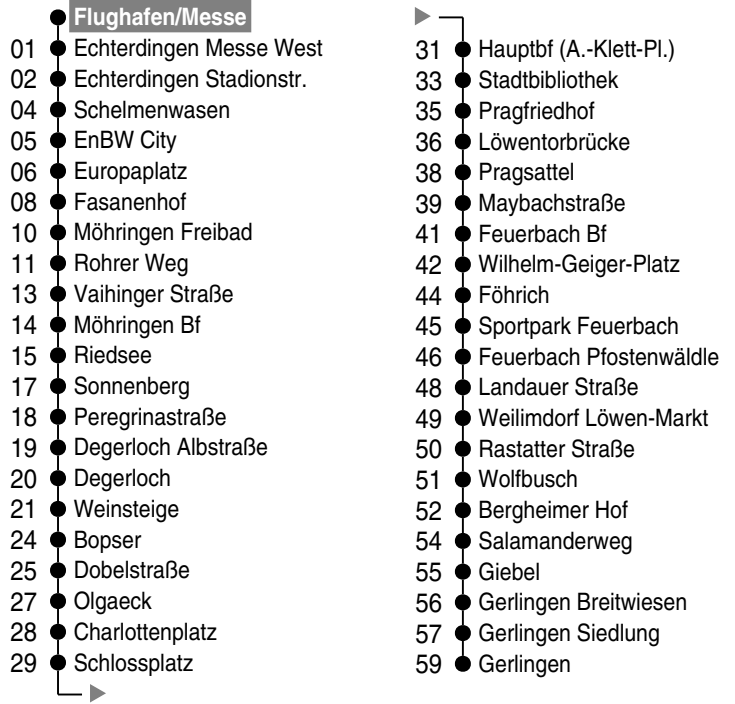 Flughafen/Messe
01 Echterdingen Messe West
02 Echterdingen Stadionstr.
04 Schelmenwasen
05 EnBW City
06 Europaplatz
08 Fasanenhof
10 Möhringen Freibad
11 Rohrer Weg
13 Vaihinger Straße
14 Möhringen Bf
15 Riedsee
17 Sonnenberg
18 Peregrinastraße
19 Degerloch Albstraße
20 Degerloch
21 Weinsteige
24 Bopser
25 Dobelstraße
27 Olgaeck
28 Charlottenplatz
29 Schlossplatz
31 Hauptbf (A.-Klett-Pl.)
33 Stadtbibliothek
35 Pragfriedhof
36 Löwentorbrücke
38 Pragsattel
39 Maybachstraße
41 Feuerbach Bf
42 Wilhelm-Geiger-Platz
44 Föhrich
45 Sportpark Feuerbach
46 Feuerbach Pfostenwäldle
48 Landauer Straße
49 Weilimdorf Löwen-Markt
50 Rastatter Straße
51 Wolfbusch
52 Bergheimer Hof
54 Salamanderweg
55 Giebel
56 Gerlingen Breitwiesen
57 Gerlingen Siedlung
59 Gerlingen